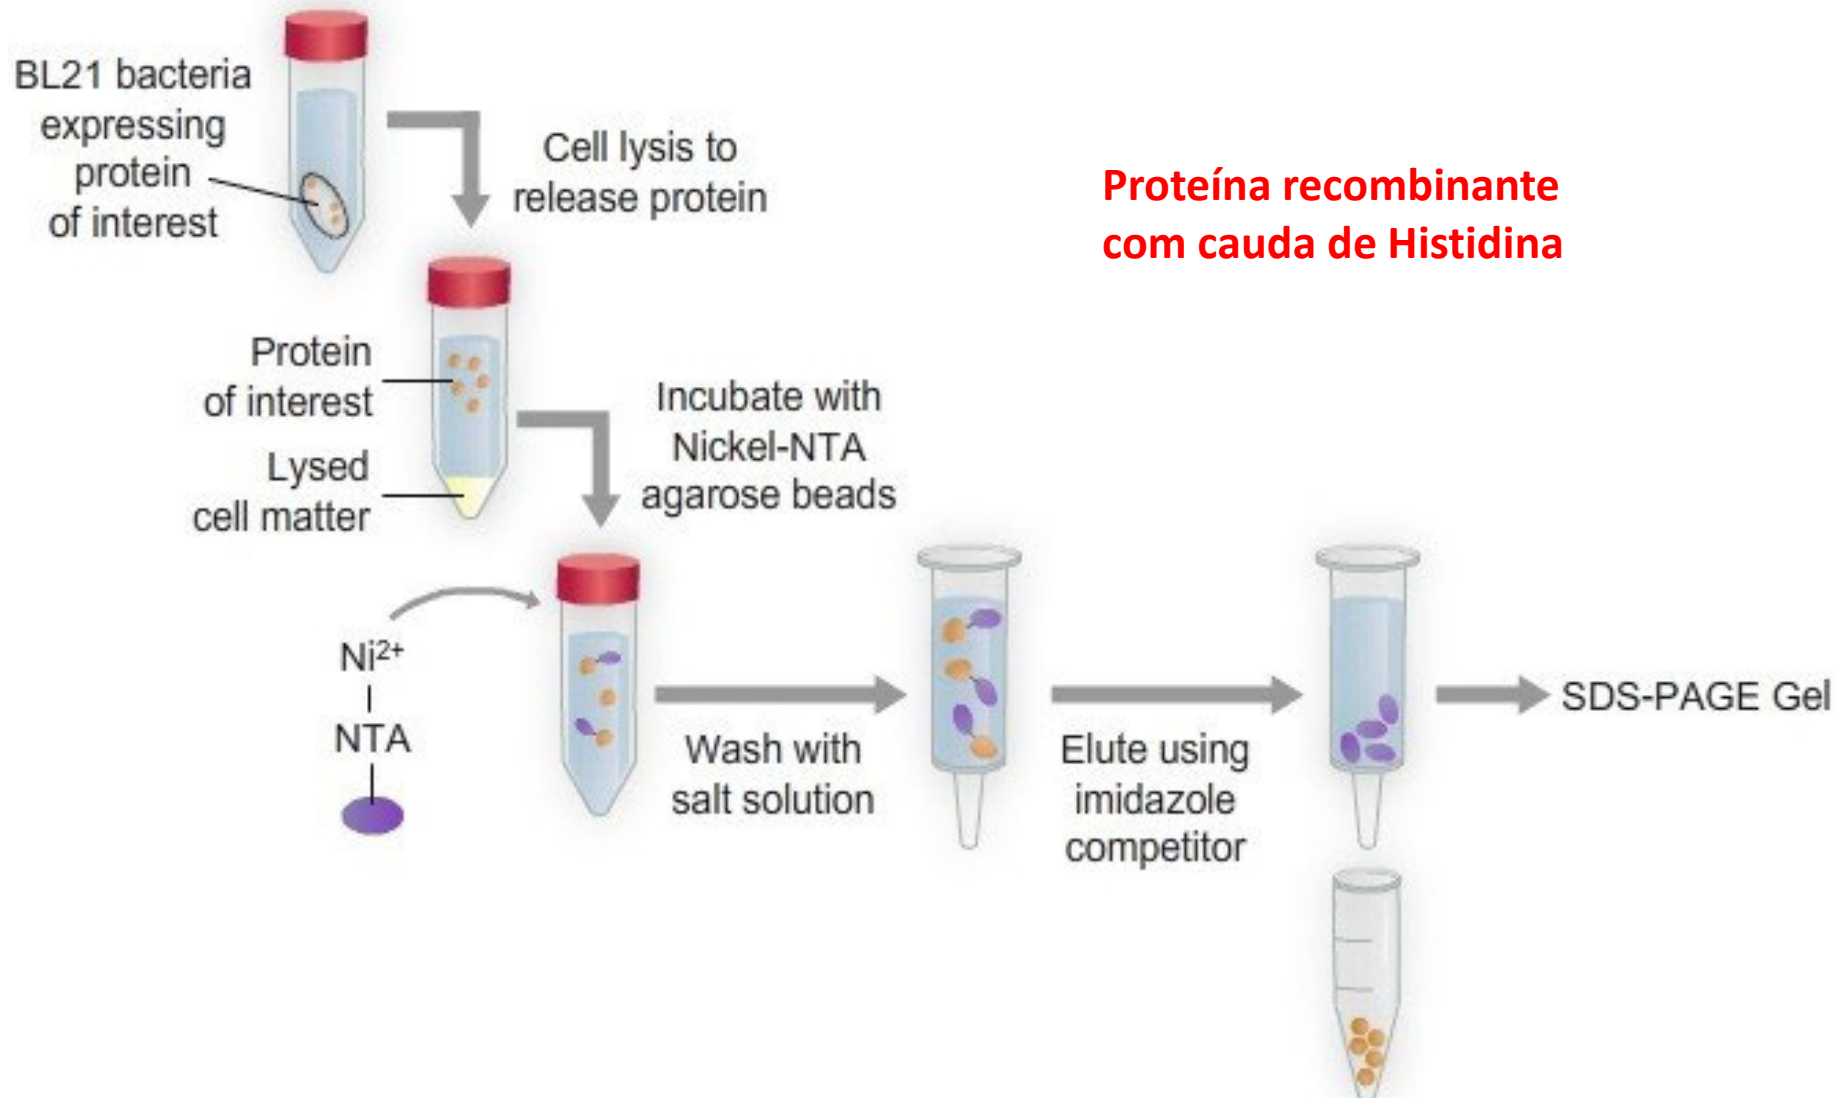 BL21 bacteria
expressing
protein
of interest
Cell lysis to
release protein
Proteína recombinante
com cauda de Histidina
Protein
of interest
Lysed
cell matter
Incubate with
Nickel-NTA
agarose beads
Ni²⁺
NTA
Wash with
salt solution
Elute using
imidazole
competitor
SDS-PAGE Gel